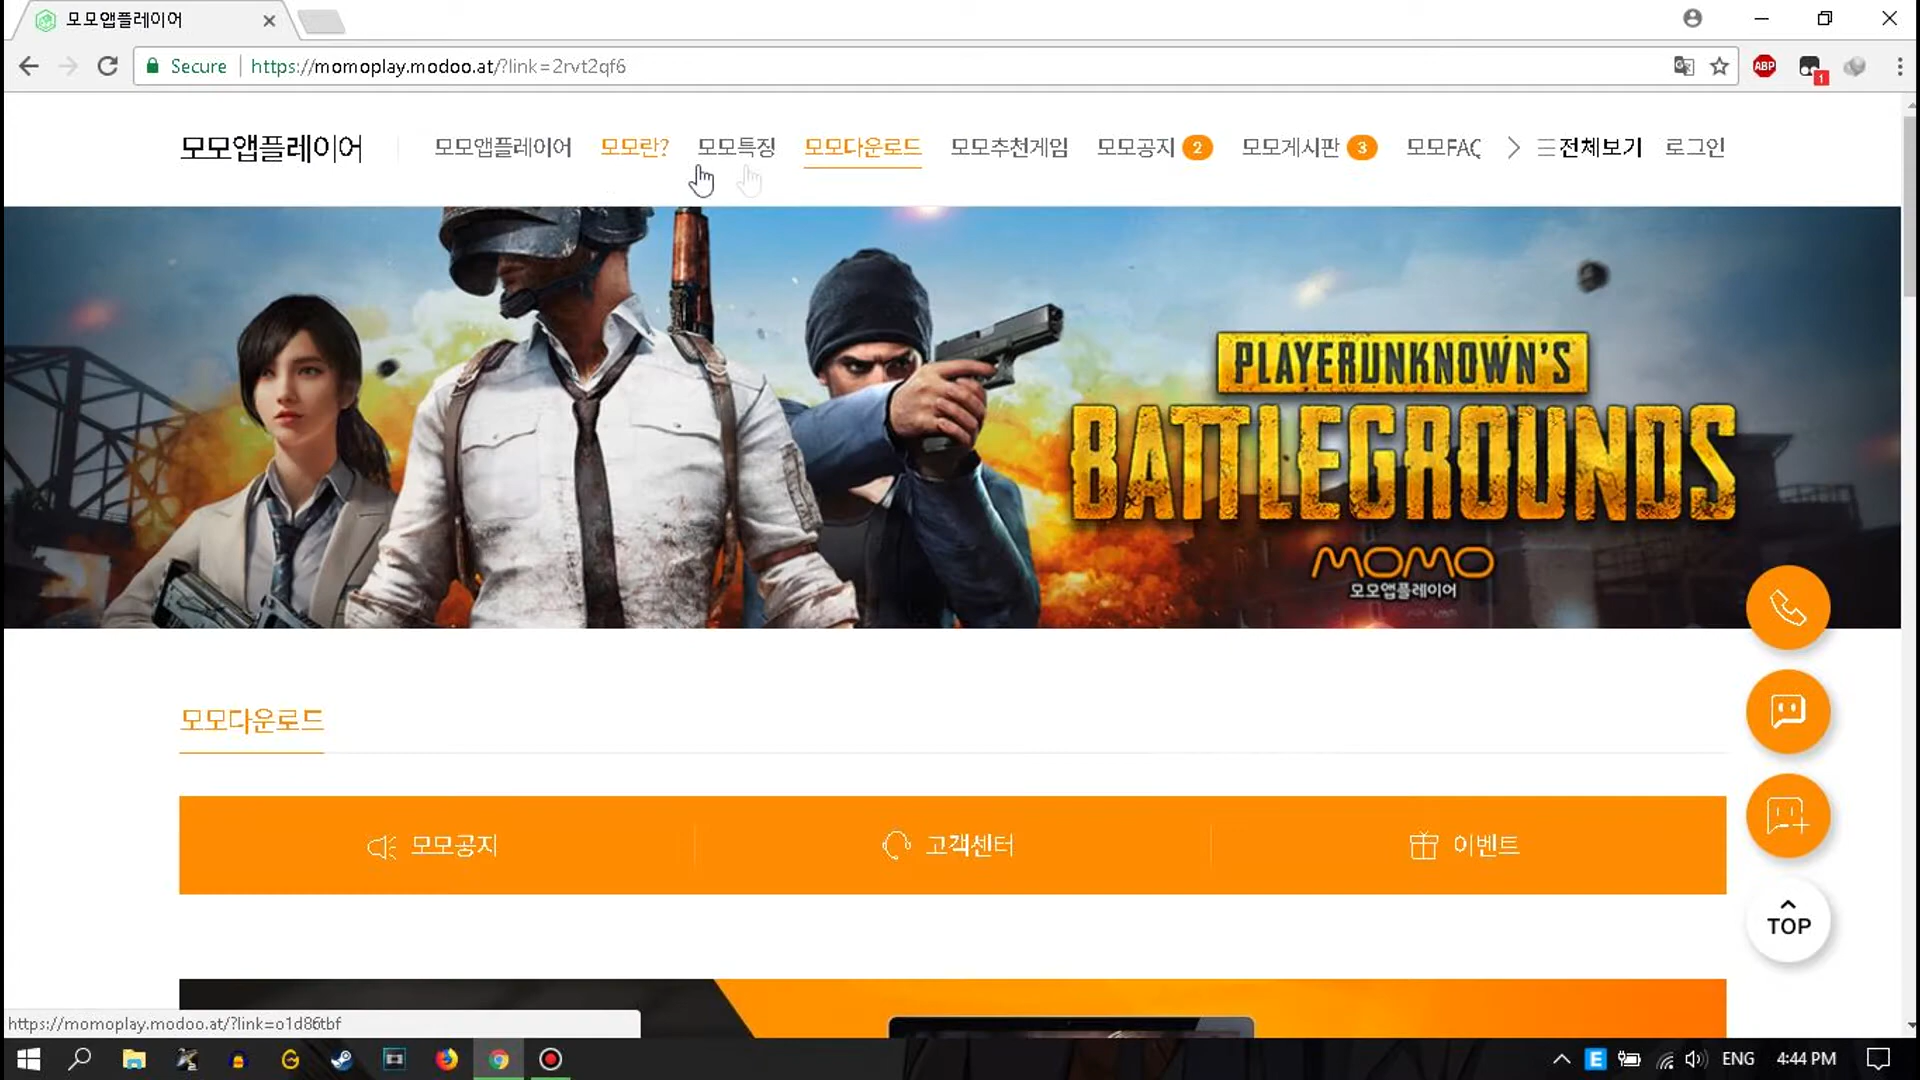 모모앱플레이어
Secure
https://momoplay.modoo.at/?link=2rvt2qf6
ABP
1
모모앱플레이어
모모앱플레이어
모모란?
모모특징
모모다운로드
모모추천게임
모모공지 2
모모게시판 3
모모FAQ
전체보기
로그인
PLAYERUNKNOWN'S
BATTLEGROUNDS
MOMO
모모앱플레이어
모모다운로드
모모공지
고객센터
이벤트
TOP
https://momoplay.modoo.at/?link=o1d86tbf
E
ENG
4:44 PM